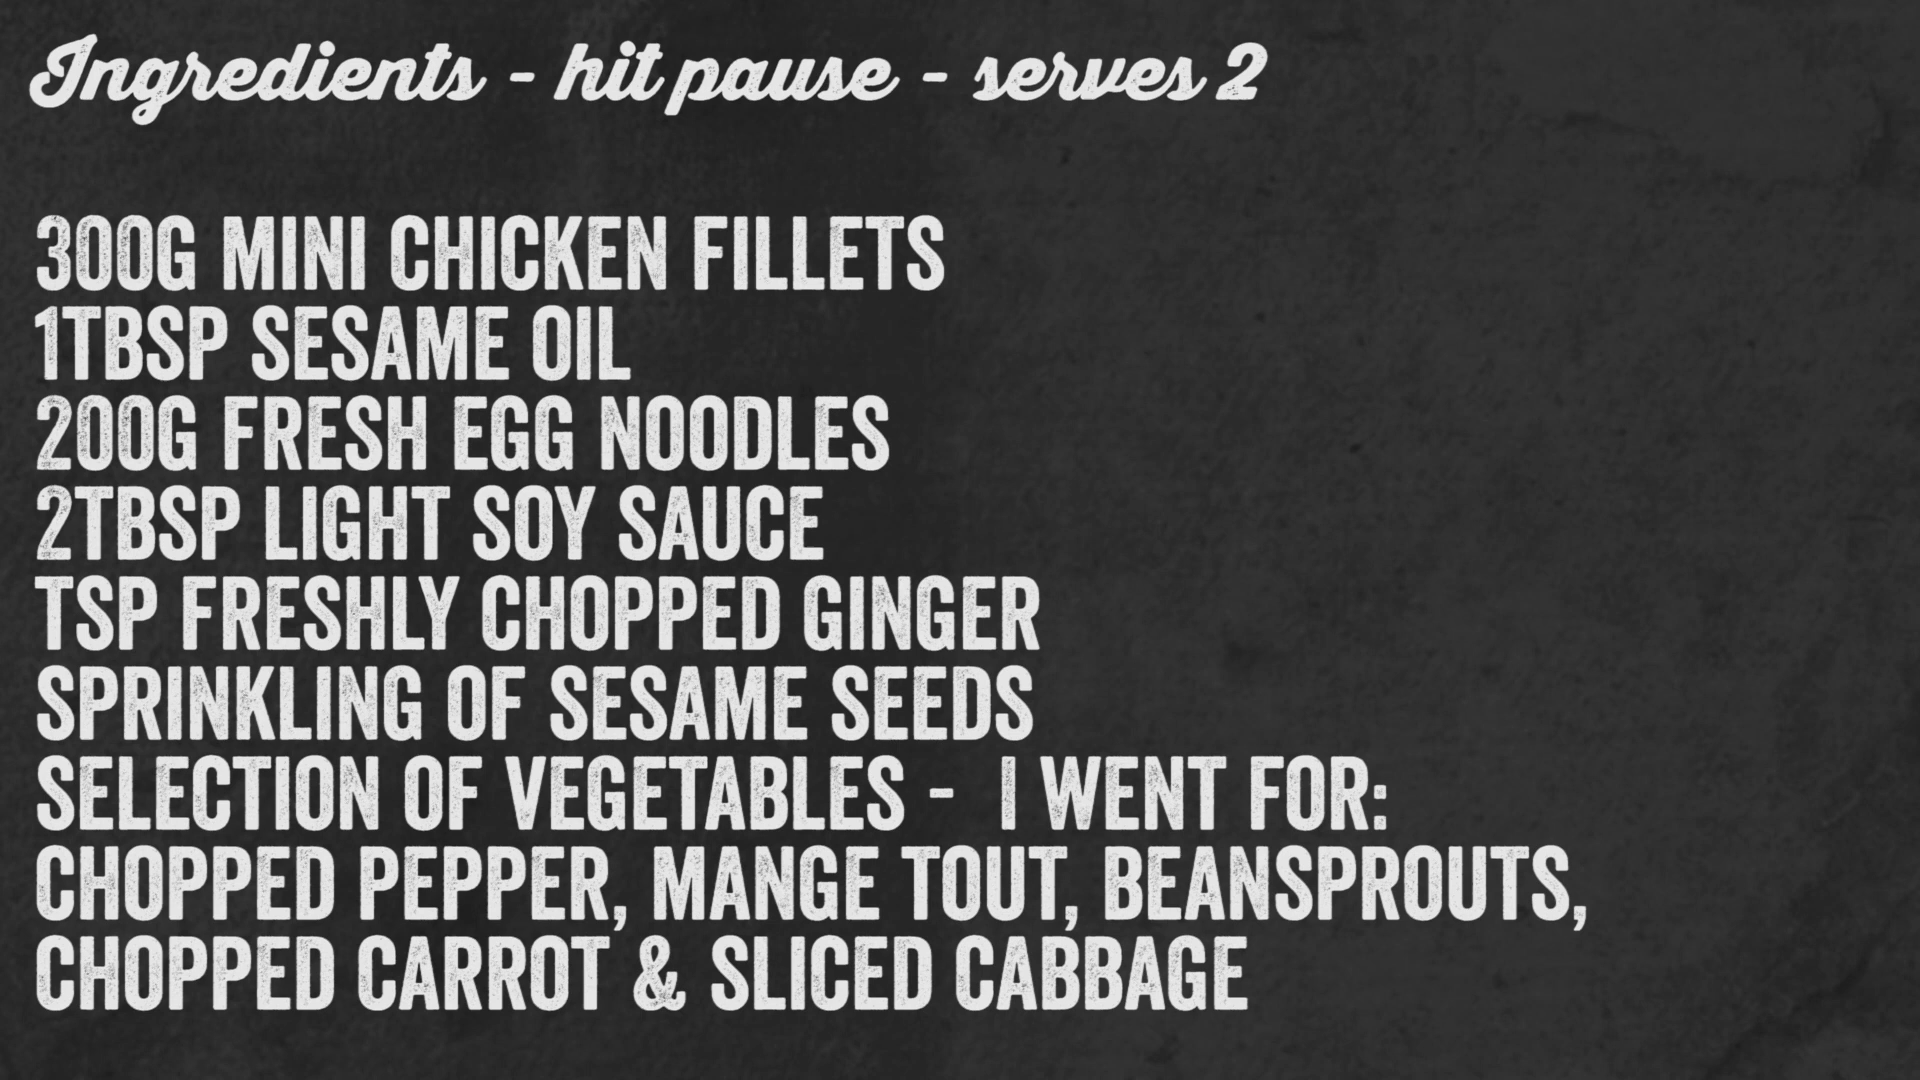 Ingredients - hit pause - serves 2
300G MINI CHICKEN FILLETS
1TBSP SESAME OIL
200G FRESH EGG NOODLES
2TBSP LIGHT SOY SAUCE
TSP FRESHLY CHOPPED GINGER
SPRINKLING OF SESAME SEEDS
SELECTION OF VEGETABLES - I WENT FOR:
CHOPPED PEPPER, MANGE TOUT, BEANSPROUTS,
CHOPPED CARROT & SLICED CABBAGE